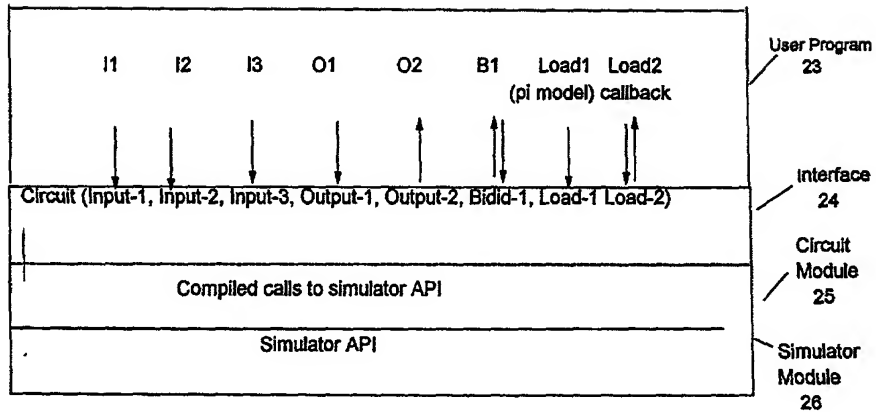 User Program
23
I1 I2 I3 O1 O2 B1 Load1 Load2
(pi model) callback
Interface
24
Circuit (Input-1, Input-2, Input-3, Output-1, Output-2, Bidid-1, Load-1 Load-2)
Circuit
Module
25
Compiled calls to simulator API
Simulator API
Simulator
Module
26